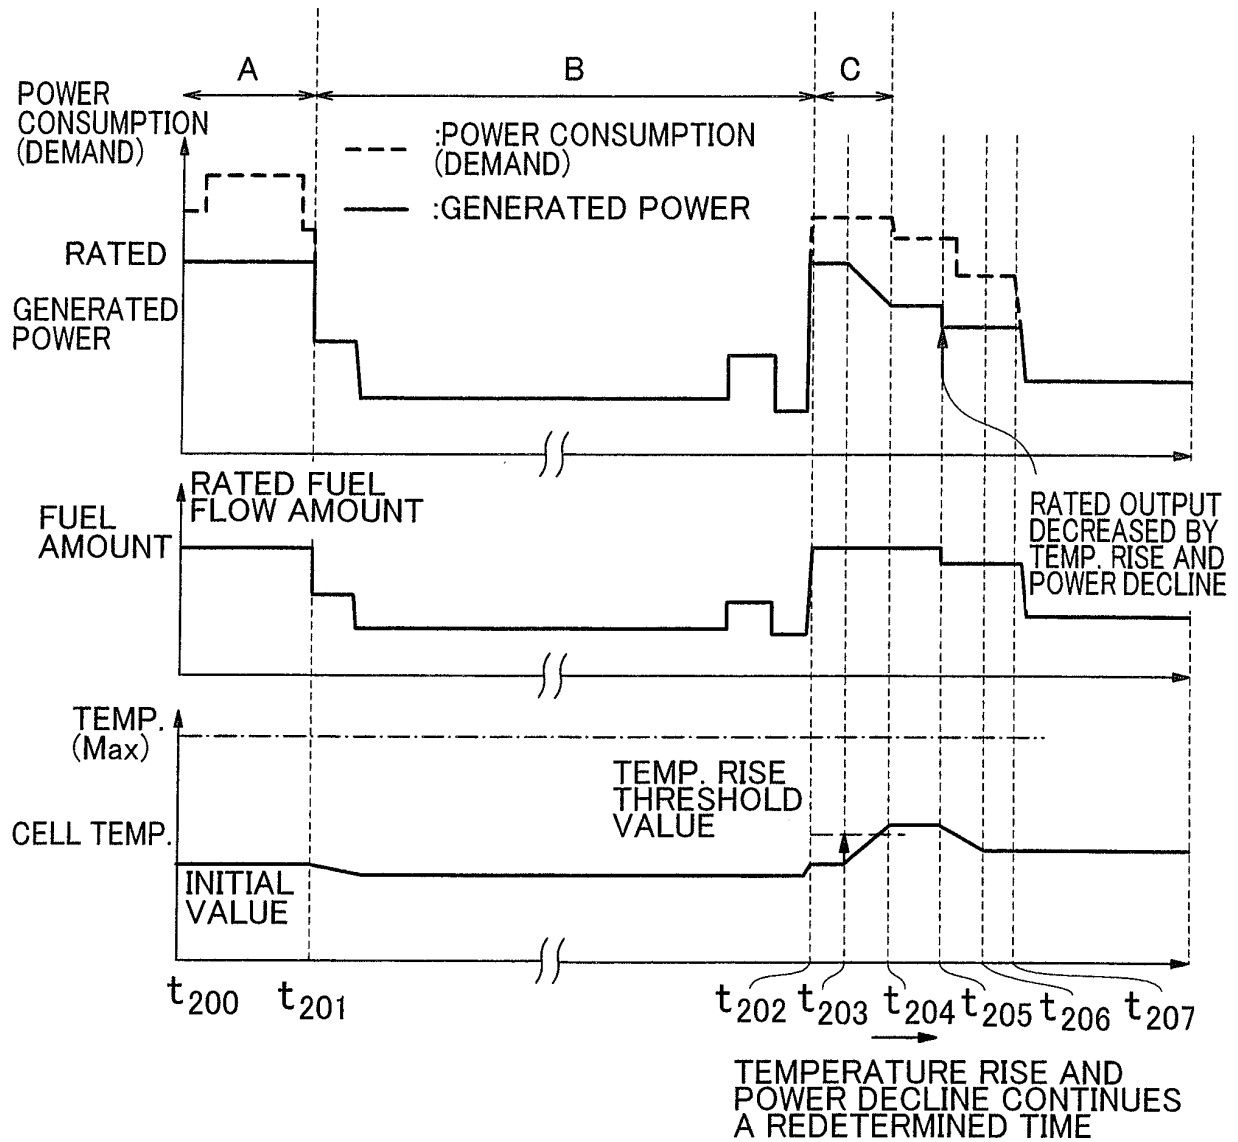 A
B
C
POWER
CONSUMPTION
(DEMAND)
:POWER CONSUMPTION
(DEMAND)
:GENERATED POWER
RATED
GENERATED
POWER
RATED FUEL
FLOW AMOUNT
FUEL
AMOUNT
RATED OUTPUT
DECREASED BY
TEMP. RISE AND
POWER DECLINE
TEMP.
(Max)
TEMP. RISE
THRESHOLD
VALUE
CELL TEMP.
INITIAL
VALUE
t200
t201
t202
t203
t204
t205
t206
t207
TEMPERATURE RISE AND
POWER DECLINE CONTINUES
A REDETERMINED TIME